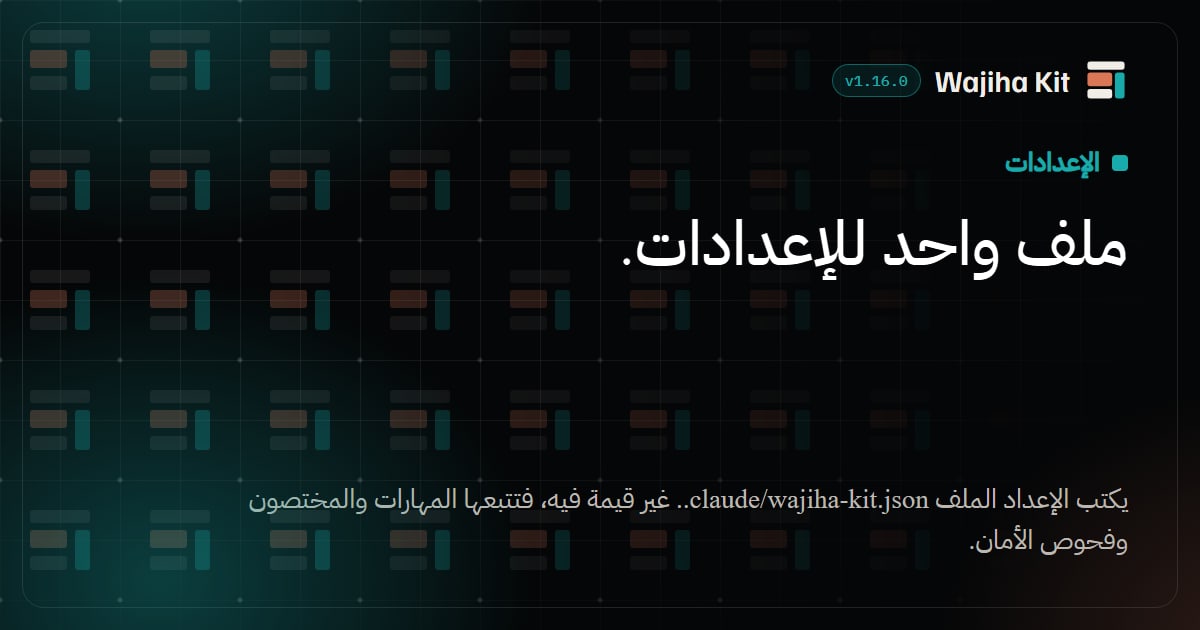 Wajiha Kit v1.16.0
الإعدادات
ملف واحد للإعدادات.
يكتب الإعداد الملف claude/wajiha-kit.json.. غير قيمة فيه، فتتبعها المهارات والمختصون
وفحوص الأمان.